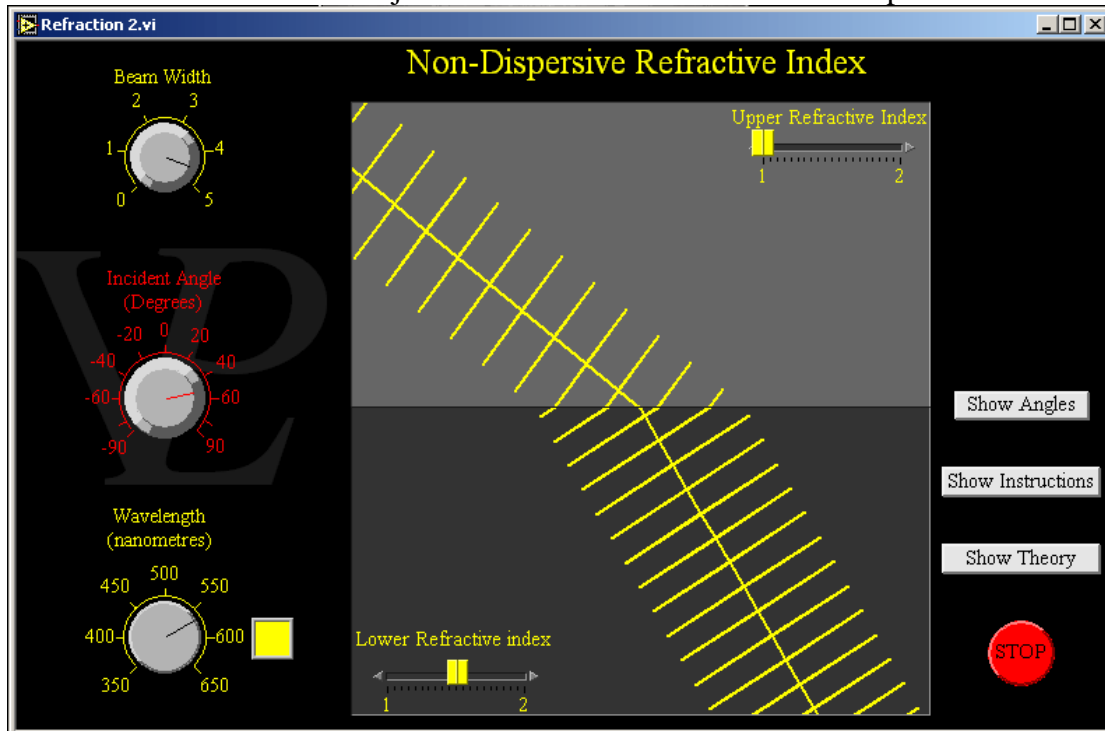 Refraction 2.vi
Non-Dispersive Refractive Index
Beam Width
2 3
1 4
0 5
Upper Refractive Index
1 2
Incident Angle
(Degrees)
-20 0 20
-40 40
-60 60
-90 90
Show Angles
Show Instructions
Wavelength
(nanometres)
500
450 550
400 600
350 650
Show Theory
Lower Refractive index
1 2
STOP